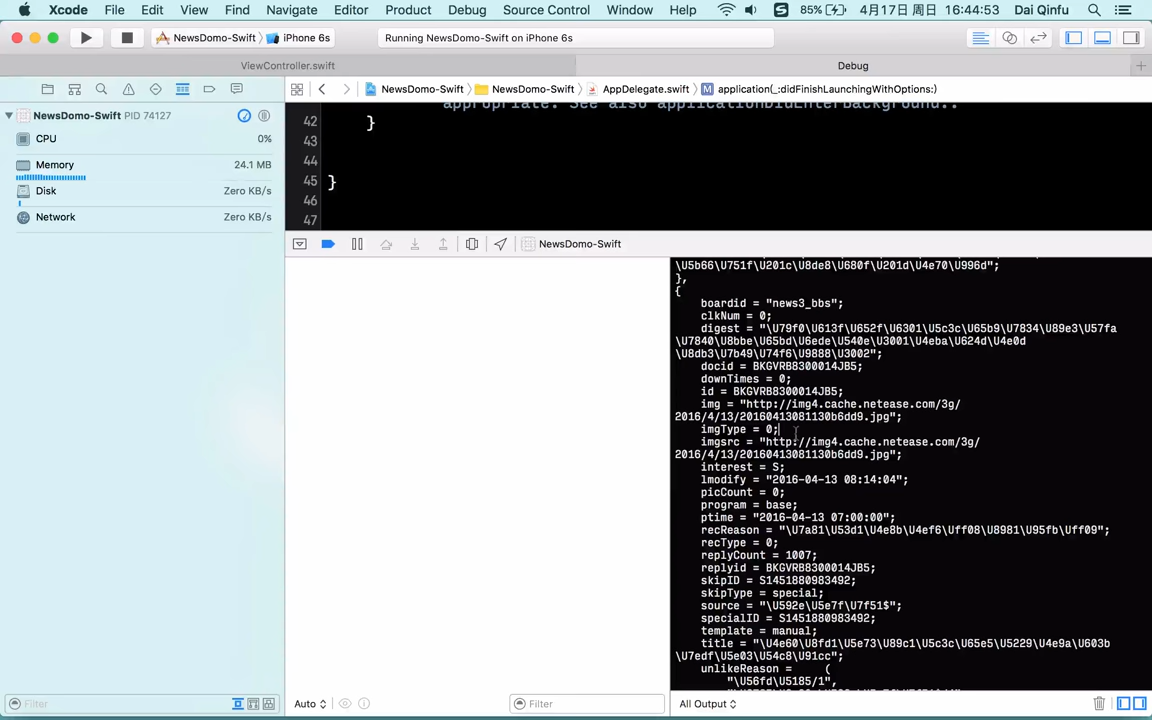 Xcode File Edit View Find Navigate Editor Product Debug Source Control Window Help 85% 4月17日 周日 16:44:53 Dai Qinfu
NewsDomo-Swift iPhone 6s Running NewsDomo-Swift on iPhone 6s
ViewController.swift Debug
NewsDomo-Swift NewsDomo-Swift AppDelegate.swift M application(_:didFinishLaunchingWithOptions:)
NewsDomo-Swift PID 74127
CPU 0%
Memory 24.1 MB
Disk Zero KB/s
Network Zero KB/s
appropriate. See also applicationDidEnterBackground:.
42 }
43
44
45 }
46
47
NewsDomo-Swift
\U5b66\U751f\U201c\U8de8\U680f\U201d\U4e70\U996d";
},
{
boardid = "news3_bbs";
clkNum = 0;
digest = "\U79f0\U613f\U652f\U6301\U5c3c\U65b9\U7834\U89e3\U57fa
\U7840\U8bbe\U65bd\U6ede\U540e\U3001\U4eba\U624d\U4e0d
\U8db3\U7b49\U74f6\U9888\U3002";
docid = BKGVRB8300014JB5;
downTimes = 0;
id = BKGVRB8300014JB5;
img = "http://img4.cache.netease.com/3g/
2016/4/13/20160413081130b6dd9.jpg";
imgType = 0;
imgsrc = "http://img4.cache.netease.com/3g/
2016/4/13/20160413081130b6dd9.jpg";
interest = S;
lmodify = "2016-04-13 08:14:04";
picCount = 0;
program = base;
ptime = "2016-04-13 07:00:00";
recReason = "\U7a81\U53d1\U4e8b\U4ef6\Uff08\U8981\U95fb\Uff09";
recType = 0;
replyCount = 1007;
replyid = BKGVRB8300014JB5;
skipID = S1451880983492;
skipType = special;
source = "\U592e\U5e7f\U7f51$";
specialID = S1451880983492;
template = manual;
title = "\U4e60\U8fd1\U5e73\U89c1\U5c3c\U65e5\U5229\U4e9a\U603b
\U7edf\U5e03\U54c8\U91cc";
unlikeReason = (
"\U56fd\U5185/1",
Filter Auto Filter All Output